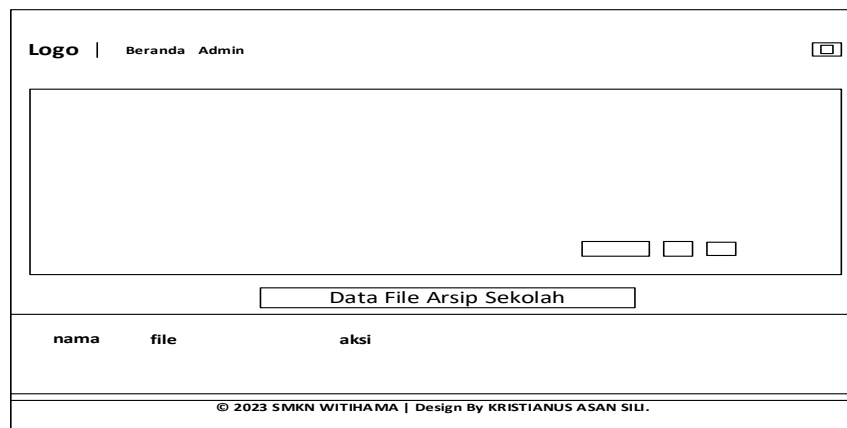 Logo | Beranda Admin
Data File Arsip Sekolah
nama file aksi
© 2023 SMKN WITIHAMA | Design By KRISTIANUS ASAN SILI.